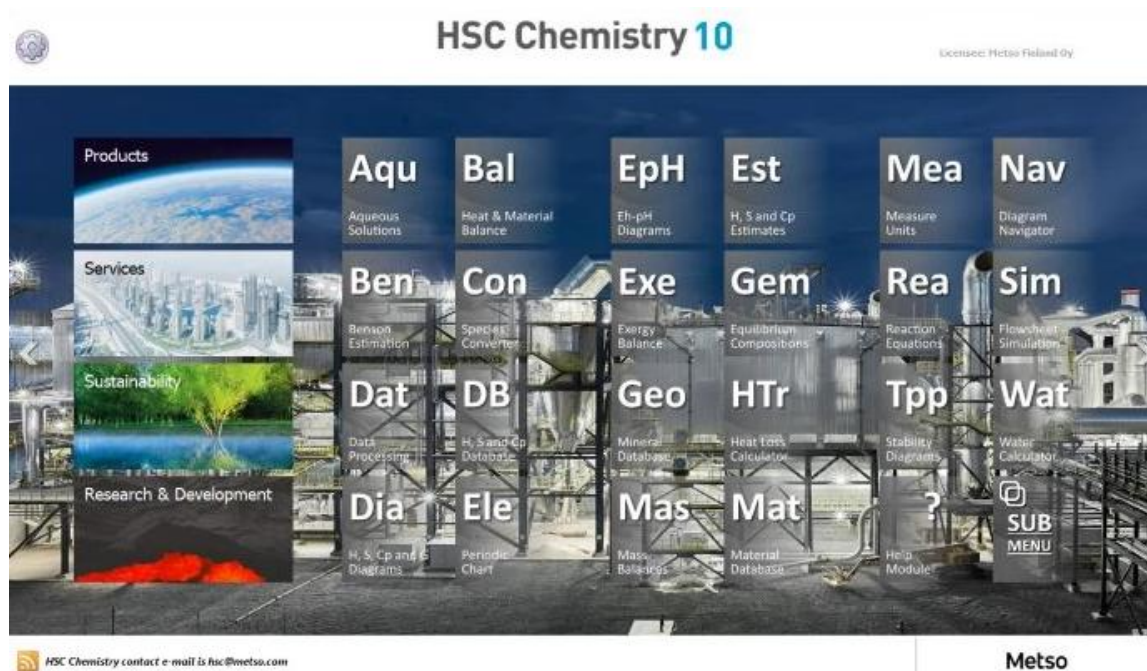 HSC Chemistry 10
Licensee: Metso Finland Oy
Products
Services
Sustainability
Research & Development
Aqu
Aqueous
Solutions
Bal
Heat & Material
Balance
Ben
Benson
Estimation
Con
Species
Converter
Dat
Data
Processing
DB
H, S and Cp
Database
Dia
H, S, Cp and G
Diagrams
Ele
Periodic
Chart
EpH
Eh-pH
Diagrams
Est
H, S and Cp
Estimates
Exe
Exergy
Balance
Gem
Equilibrium
Compositions
Geo
Mineral
Database
HTr
Heat Loss
Calculator
Mas
Mass
Balances
Mat
Material
Database
Mea
Measure
Units
Nav
Diagram
Navigator
Rea
Reaction
Equations
Sim
Flowsheet
Simulation
Tpp
Stability
Diagrams
Wat
Water
Calculator
?
Help
Module
SUB
MENU
HSC Chemistry contact e-mail is hsc@metso.com
Metso